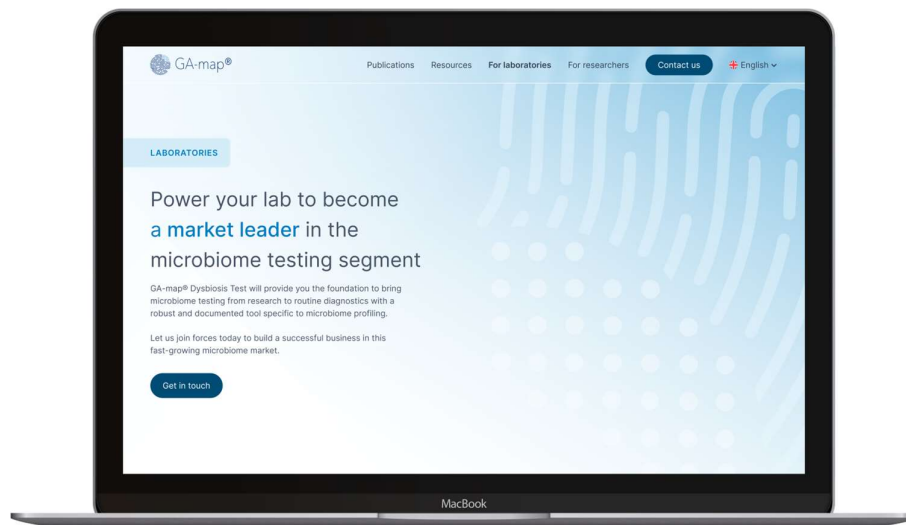 GA-map®
Publications Resources For laboratories For researchers Contact us English
LABORATORIES
Power your lab to become
a market leader in the
microbiome testing segment
GA-map® Dysbiosis Test will provide you the foundation to bring
microbiome testing from research to routine diagnostics with a
robust and documented tool specific to microbiome profiling.
Let us join forces today to build a successful business in this
fast-growing microbiome market.
Get in touch
MacBook